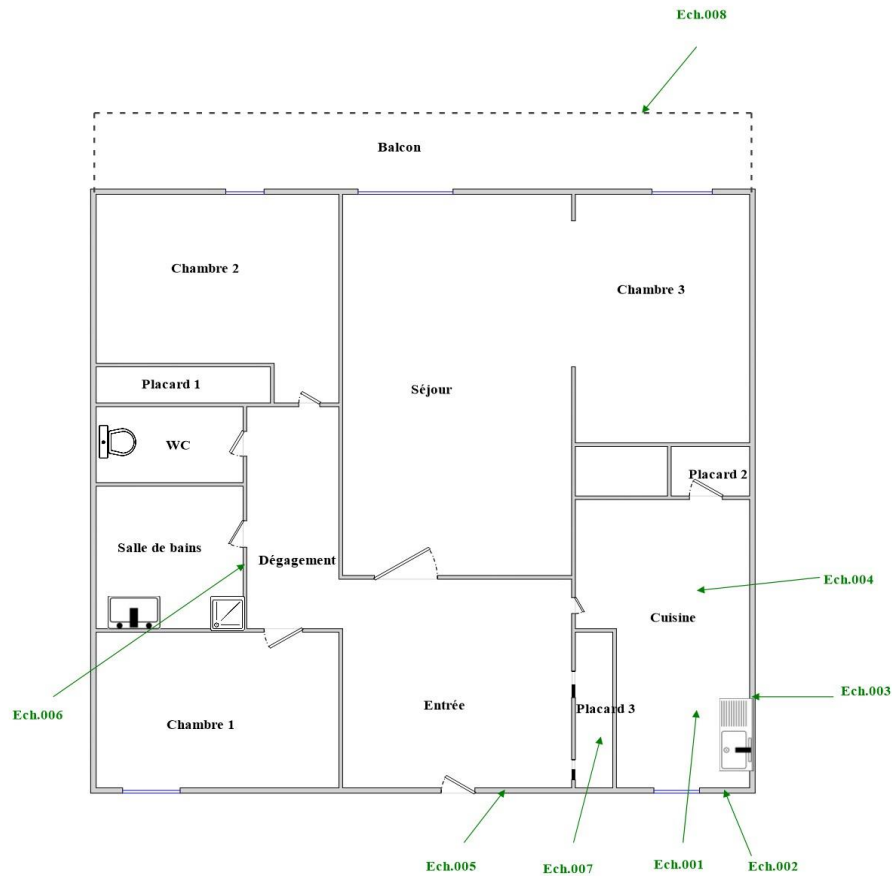 Ech.008
Balcon
Chambre 2
Chambre 3
Placard 1
Séjour
WC
Placard 2
Salle de bains
Dégagement
Ech.004
Cuisine
Ech.003
Ech.006
Chambre 1
Entrée
Placard 3
Ech.005
Ech.007
Ech.001
Ech.002